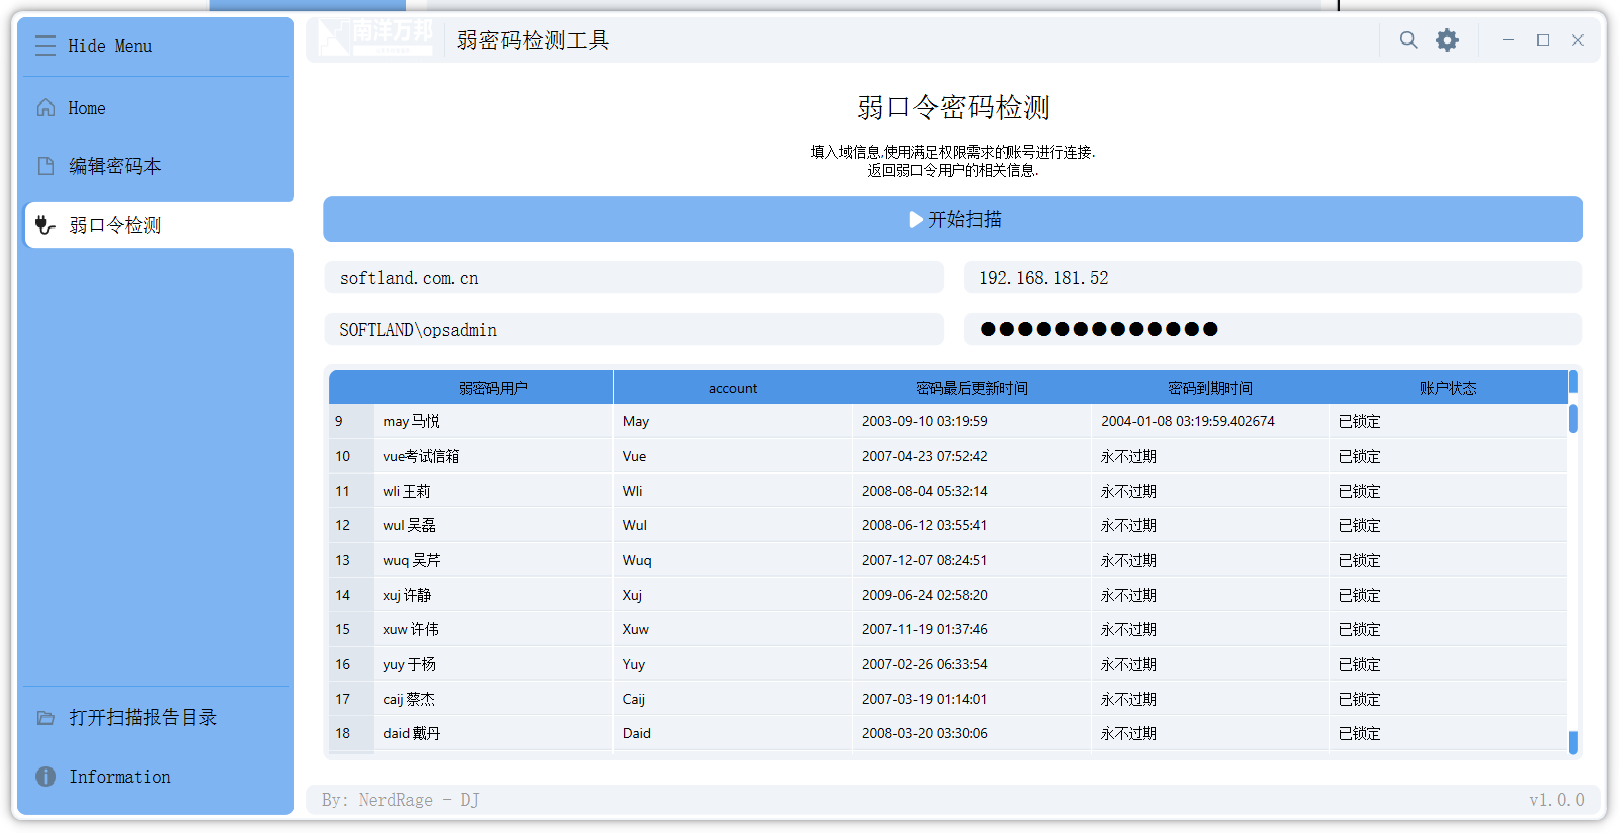 Hide Menu
Home
编辑密码本
弱口令检测
打开扫描报告目录
Information
南洋万邦
弱密码检测工具
弱口令密码检测
填入域信息,使用满足权限需求的账号进行连接.
返回弱口令用户的相关信息.
开始扫描
softland.com.cn 192.168.181.52
SOFTLAND\opsadmin ●●●●●●●●●●●●●
弱密码用户 account 密码最后更新时间 密码到期时间 账户状态
9 may 马悦 May 2003-09-10 03:19:59 2004-01-08 03:19:59.402674 已锁定
10 vue考试信箱 Vue 2007-04-23 07:52:42 永不过期 已锁定
11 wli 王莉 Wli 2008-08-04 05:32:14 永不过期 已锁定
12 wul 吴磊 Wul 2008-06-12 03:55:41 永不过期 已锁定
13 wuq 吴芹 Wuq 2007-12-07 08:24:51 永不过期 已锁定
14 xuj 许静 Xuj 2009-06-24 02:58:20 永不过期 已锁定
15 xuw 许伟 Xuw 2007-11-19 01:37:46 永不过期 已锁定
16 yuy 于杨 Yuy 2007-02-26 06:33:54 永不过期 已锁定
17 caij 蔡杰 Caij 2007-03-19 01:14:01 永不过期 已锁定
18 daid 戴丹 Daid 2008-03-20 03:30:06 永不过期 已锁定
By: NerdRage - DJ v1.0.0